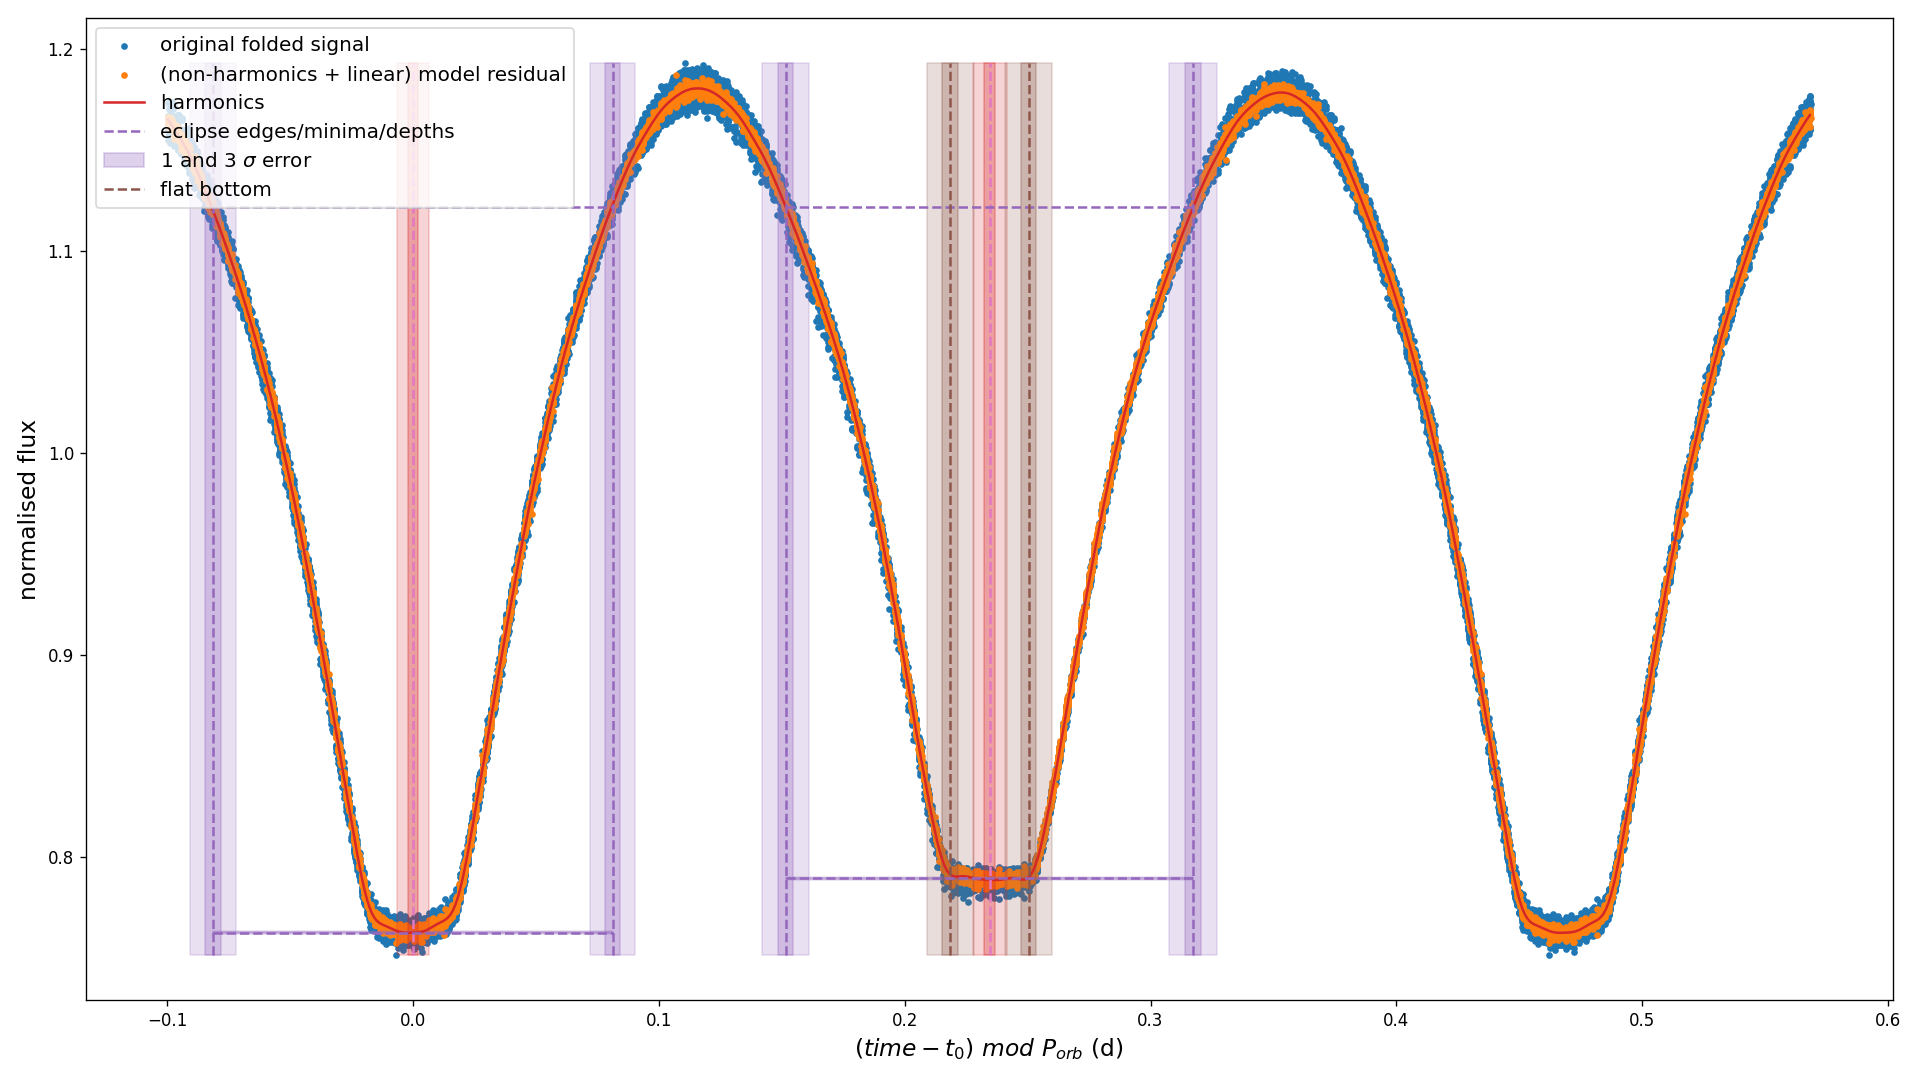 original folded signal
(non-harmonics + linear) model residual
harmonics
eclipse edges/minima/depths
1 and 3 σ error
flat bottom
normalised flux
1.2
1.1
1.0
0.9
0.8
−0.1 0.0 0.1 0.2 0.3 0.4 0.5 0.6
(time − t₀) mod Pₒᵣb (d)